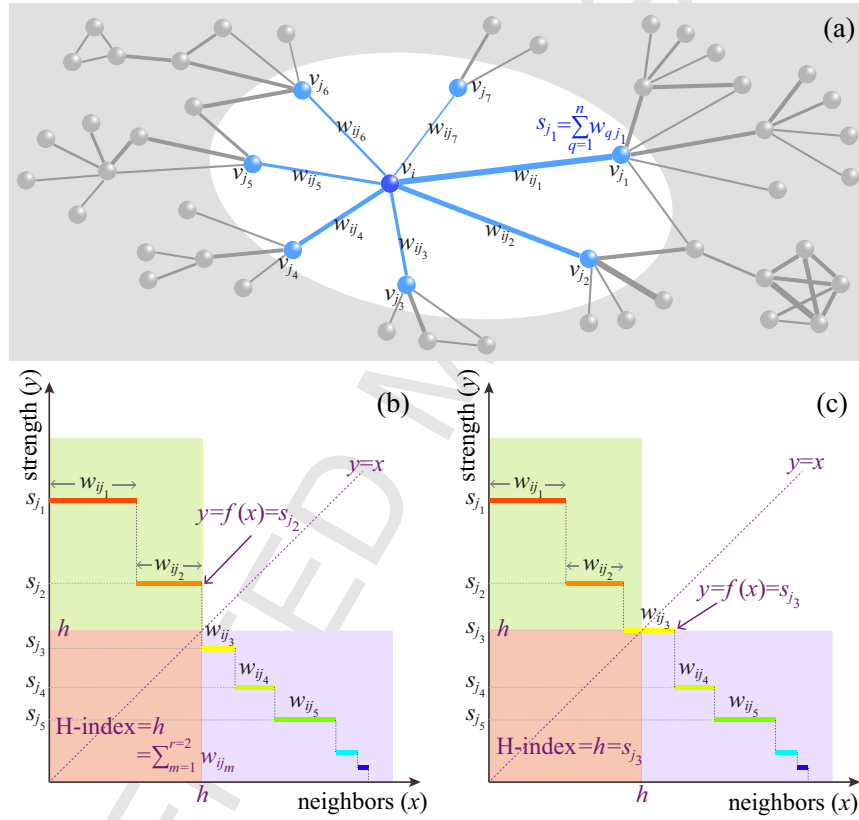 (a)
v_{j_6}
v_{j_7}
w_{ij_6}
w_{ij_7}
s_{j_1}=\sum_{q=1}^{n} w_{qj_1}
v_{j_5}
w_{ij_5}
v_i
w_{ij_1}
v_{j_1}
w_{ij_4}
w_{ij_3}
w_{ij_2}
v_{j_4}
v_{j_3}
v_{j_2}
(b)
strength (y)
y=x
s_{j_1}
w_{ij_1}
y=f(x)=s_{j_2}
w_{ij_2}
s_{j_2}
h
w_{ij_3}
s_{j_3}
w_{ij_4}
s_{j_4}
w_{ij_5}
s_{j_5}
H-index=h
=\sum_{m=1}^{r=2} w_{ij_m}
h
neighbors (x)
(c)
strength (y)
y=x
s_{j_1}
w_{ij_1}
w_{ij_2}
s_{j_2}
y=f(x)=s_{j_3}
h
w_{ij_3}
s_{j_3}
w_{ij_4}
s_{j_4}
w_{ij_5}
s_{j_5}
H-index=h=s_{j_3}
h
neighbors (x)